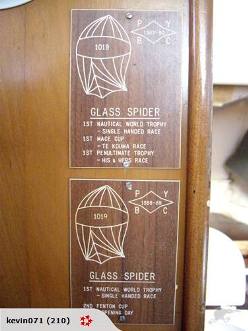 P Y
B C
1019
GLASS SPIDER
1ST NAUTICAL WORLD TROPHY
- SINGLE HANDED RACE
1ST MACE CUP
- TE KOUMA RACE
1ST PENULTIMATE TROPHY
- HIS & HERS RACE
P Y
1988-89
B C
1019
GLASS SPIDER
1ST NAUTICAL WORLD TROPHY
- SINGLE HANDED RACE
2ND FENTON CUP
OPENING DAY
kevin071 (210)